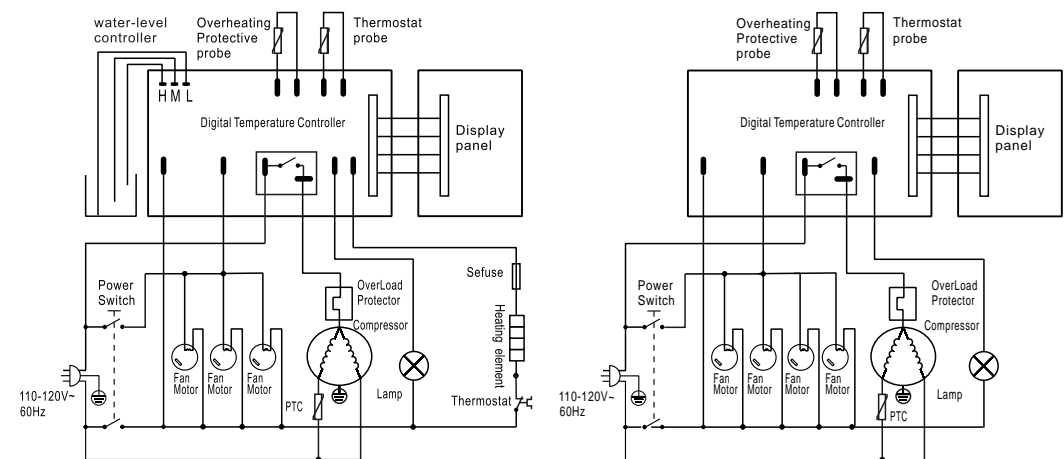 water-level
controller
Overheating
Protective
probe
Thermostat
probe
H M L
Digital Temperature Controller
Display
panel
Power
Switch
OverLoad
Protector
Compressor
Sefuse
Heating element
Thermostat
Fan
Motor
Fan
Motor
Fan
Motor
Lamp
PTC
110-120V~
60Hz
Overheating
Protective
probe
Thermostat
probe
Digital Temperature Controller
Display
panel
Power
Switch
OverLoad
Protector
Compressor
Fan
Motor
Fan
Motor
Fan
Motor
Fan
Motor
Lamp
PTC
110-120V~
60Hz